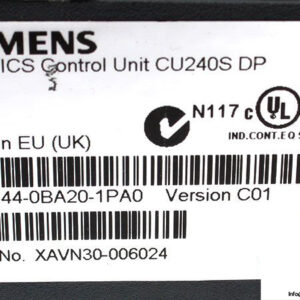 EMENS
ICS Control Unit CU240S DP
N117 c UL
IND.CONT.EQ
n EU (UK)
44-0BA20-1PA0 Version C01
No. XAVN30-006024